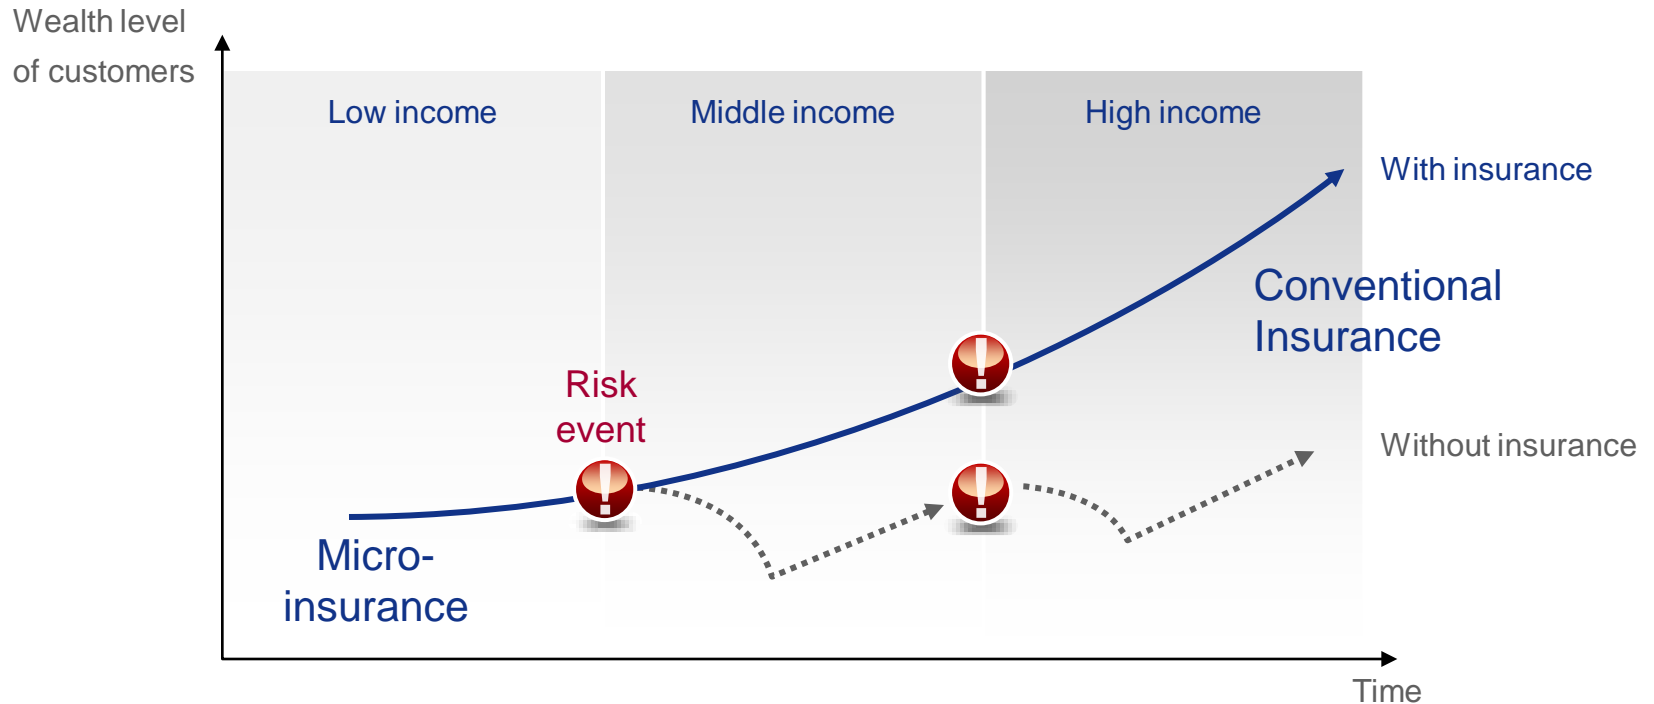 Wealth level
of customers
Low income
Middle income
High income
With insurance
Conventional
Insurance
Risk
event
Without insurance
Micro-
insurance
Time